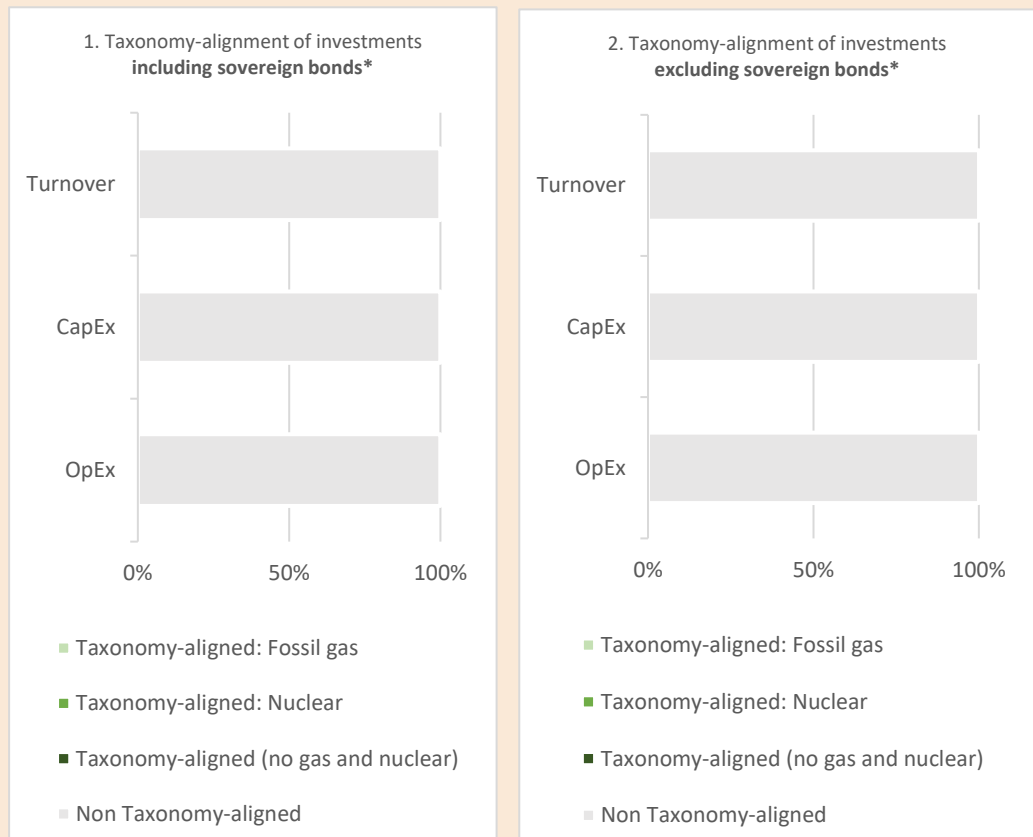 1. Taxonomy-alignment of investments
including sovereign bonds*
Turnover
CapEx
OpEx
0% 50% 100%
Taxonomy-aligned: Fossil gas
Taxonomy-aligned: Nuclear
Taxonomy-aligned (no gas and nuclear)
Non Taxonomy-aligned
2. Taxonomy-alignment of investments
excluding sovereign bonds*
Turnover
CapEx
OpEx
0% 50% 100%
Taxonomy-aligned: Fossil gas
Taxonomy-aligned: Nuclear
Taxonomy-aligned (no gas and nuclear)
Non Taxonomy-aligned